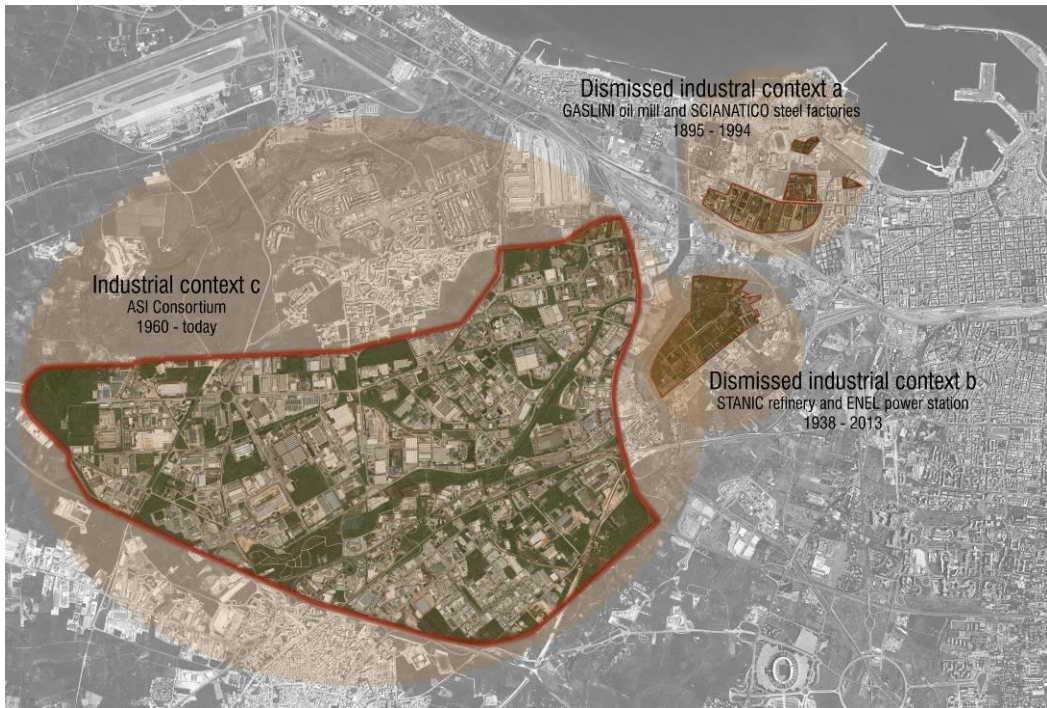 Dismissed industral context a
GASLINI oil mill and SCIANATICO steel factories
1895 - 1994
Industrial context c
ASI Consortium
1960 - today
Dismissed industrial context b
STANIC refinery and ENEL power station
1938 - 2013